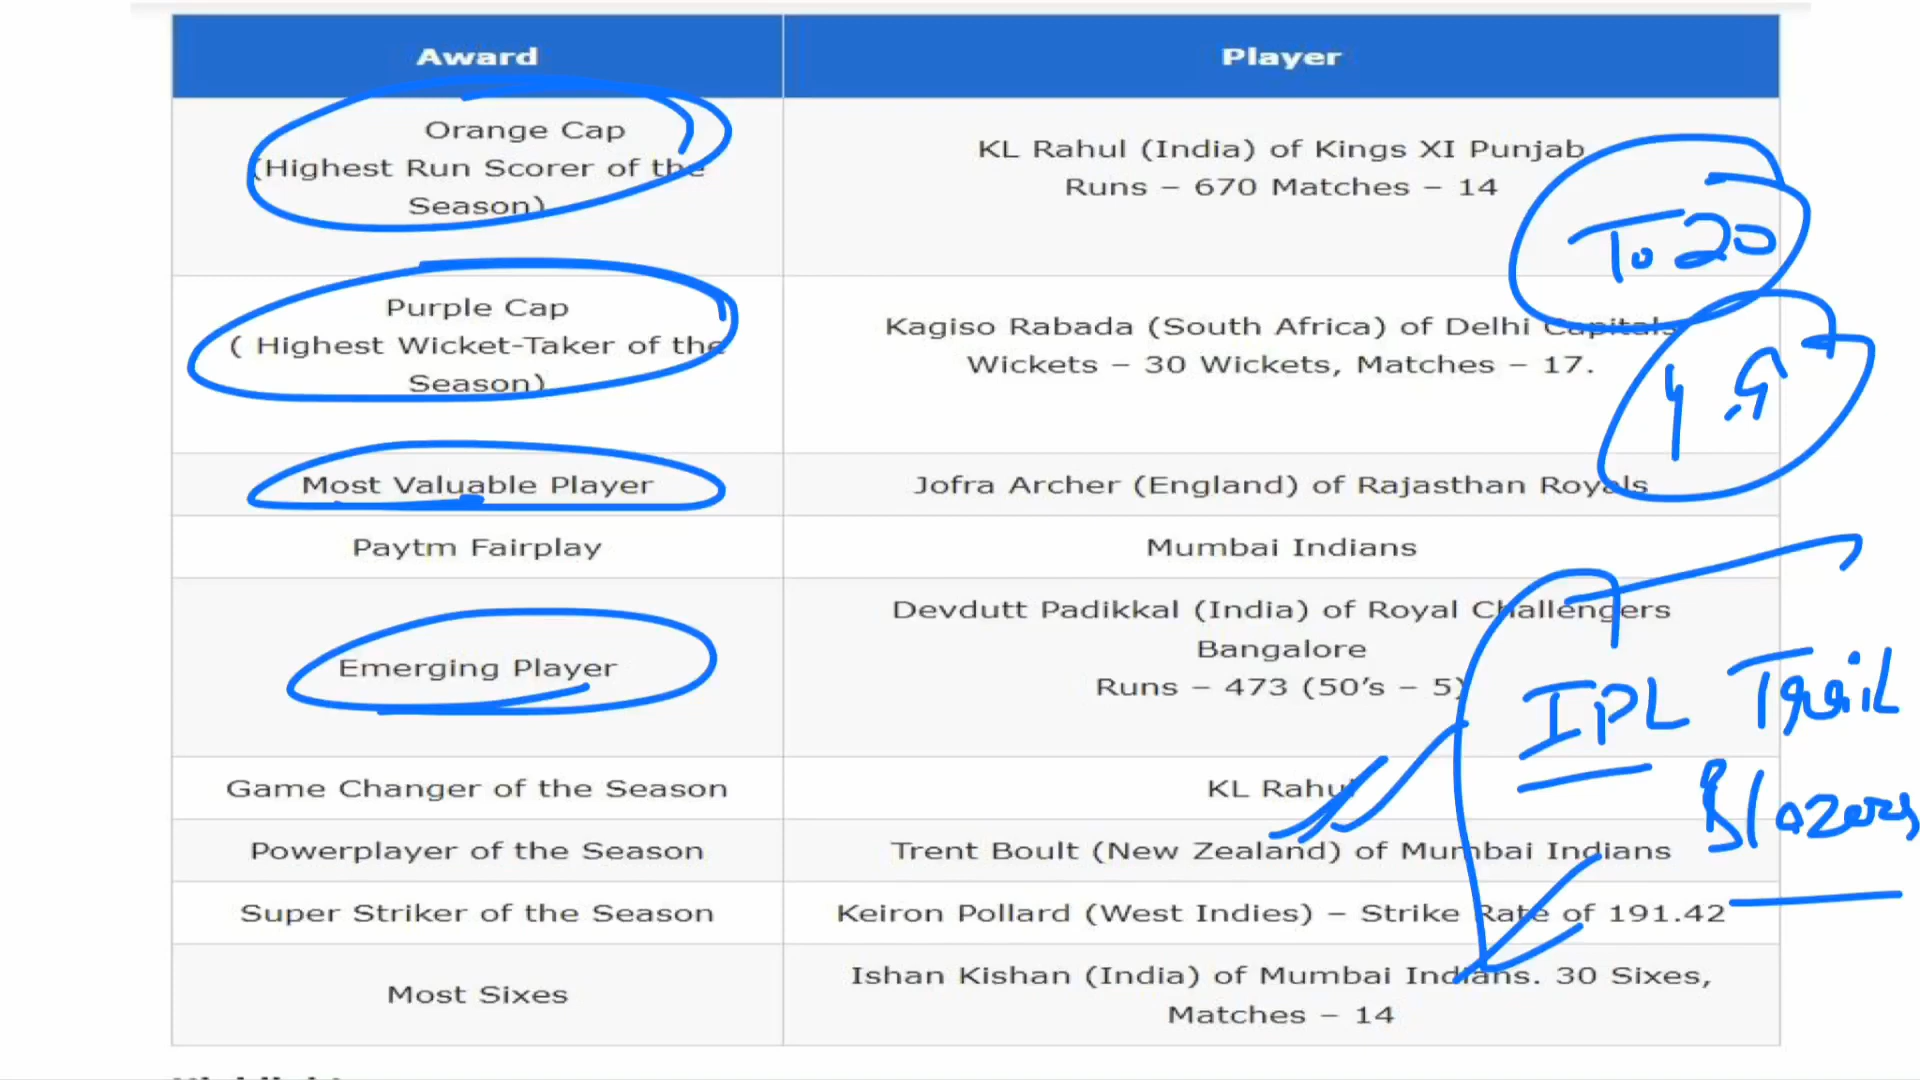 Award
Player
Orange Cap
(Highest Run Scorer of the
Season)
KL Rahul (India) of Kings XI Punjab
Runs – 670 Matches – 14
To 20
Purple Cap
( Highest Wicket-Taker of the
Season)
Kagiso Rabada (South Africa) of Delhi Capitals
Wickets – 30 Wickets, Matches – 17.
Most Valuable Player
Jofra Archer (England) of Rajasthan Royals
Paytm Fairplay
Mumbai Indians
Emerging Player
Devdutt Padikkal (India) of Royal Challengers
Bangalore
Runs – 473 (50’s – 5)
IPL Trail
Blazers
Game Changer of the Season
KL Rahul
Powerplayer of the Season
Trent Boult (New Zealand) of Mumbai Indians
Super Striker of the Season
Keiron Pollard (West Indies) – Strike Rate of 191.42
Most Sixes
Ishan Kishan (India) of Mumbai Indians. 30 Sixes,
Matches – 14